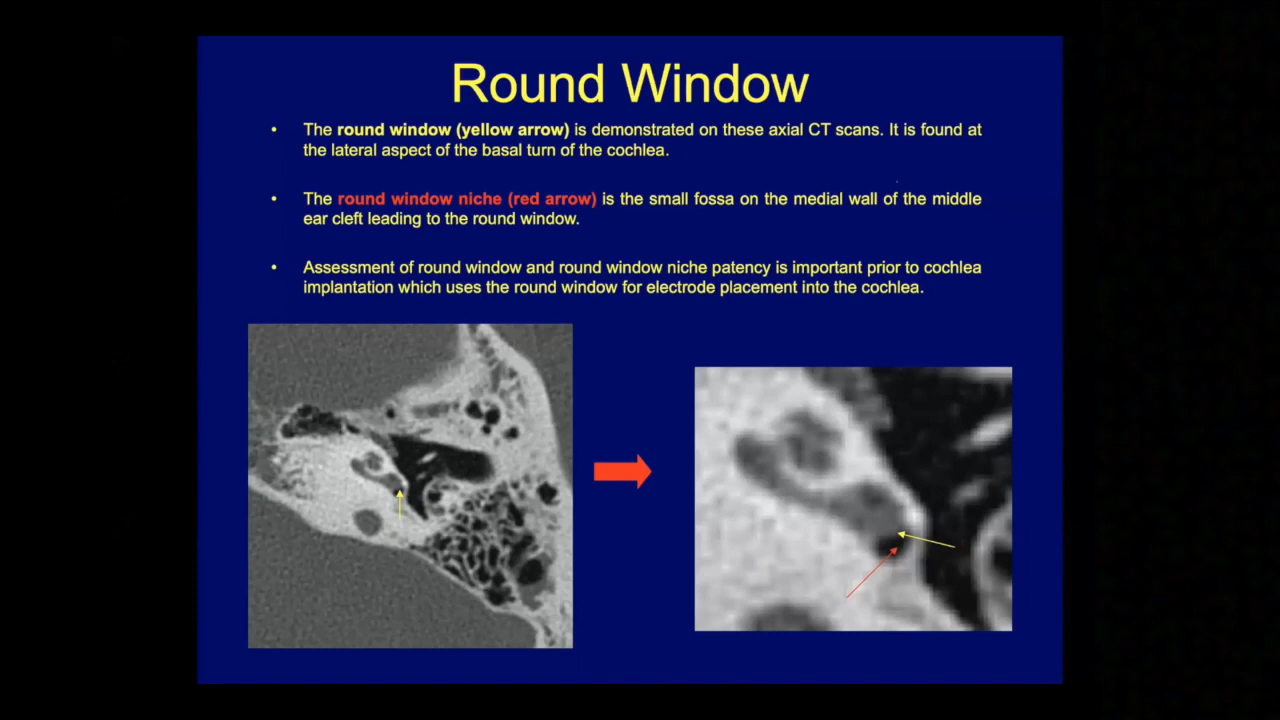 Round Window
• The round window (yellow arrow) is demonstrated on these axial CT scans. It is found at
the lateral aspect of the basal turn of the cochlea.
• The round window niche (red arrow) is the small fossa on the medial wall of the middle
ear cleft leading to the round window.
• Assessment of round window and round window niche patency is important prior to cochlea
implantation which uses the round window for electrode placement into the cochlea.